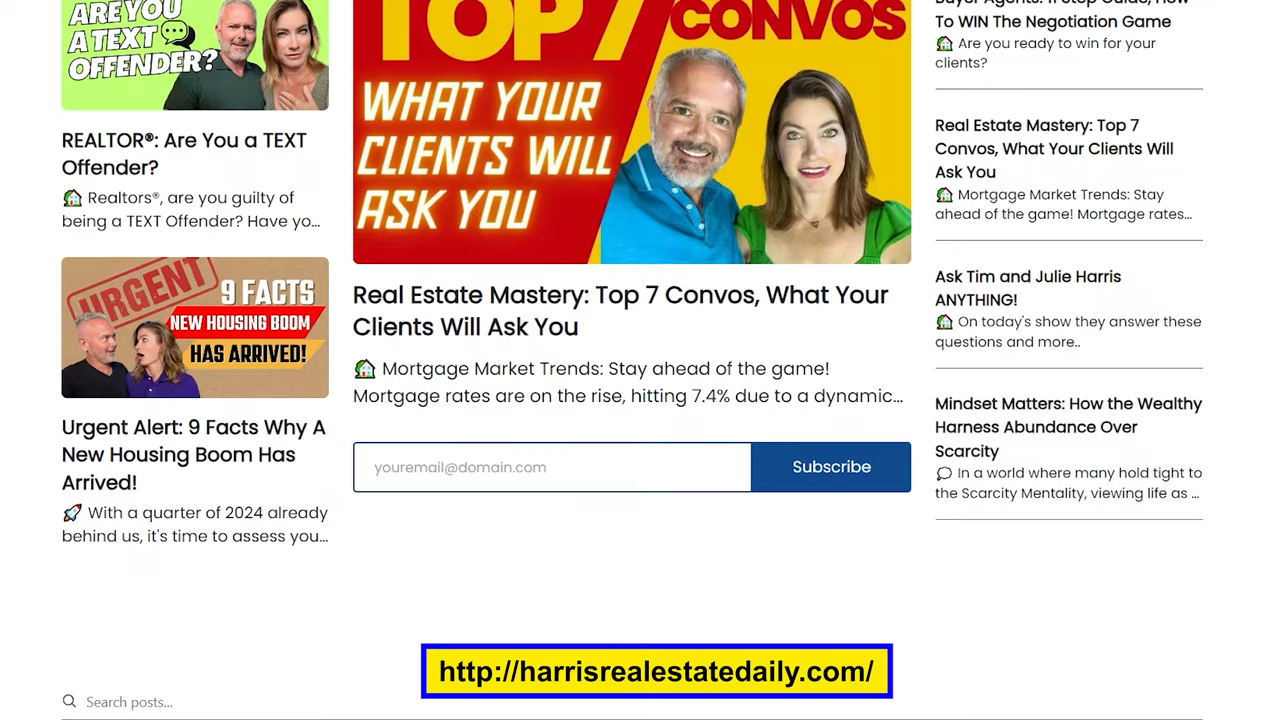 ARE YOU
A TEXT
OFFENDER?
REALTOR®: Are You a TEXT
Offender?
🏠 Realtors®, are you guilty of
being a TEXT Offender? Have yo...
URGENT
9 FACTS
NEW HOUSING BOOM
HAS ARRIVED!
Urgent Alert: 9 Facts Why A
New Housing Boom Has
Arrived!
🚀 With a quarter of 2024 already
behind us, it's time to assess you...
TOP 7
CONVOS
WHAT YOUR
CLIENTS WILL
ASK YOU
Real Estate Mastery: Top 7 Convos, What Your
Clients Will Ask You
🏠 Mortgage Market Trends: Stay ahead of the game!
Mortgage rates are on the rise, hitting 7.4% due to a dynamic...
youremail@domain.com
Subscribe
Buyer Agents: 11 Step Guide, How
To WIN The Negotiation Game
🏠 Are you ready to win for your
clients?
Real Estate Mastery: Top 7
Convos, What Your Clients Will
Ask You
🏠 Mortgage Market Trends: Stay
ahead of the game! Mortgage rates...
Ask Tim and Julie Harris
ANYTHING!
🏠 On today's show they answer these
questions and more..
Mindset Matters: How the Wealthy
Harness Abundance Over
Scarcity
💭 In a world where many hold tight to
the Scarcity Mentality, viewing life as ...
http://harrisrealestatedaily.com/
Search posts...